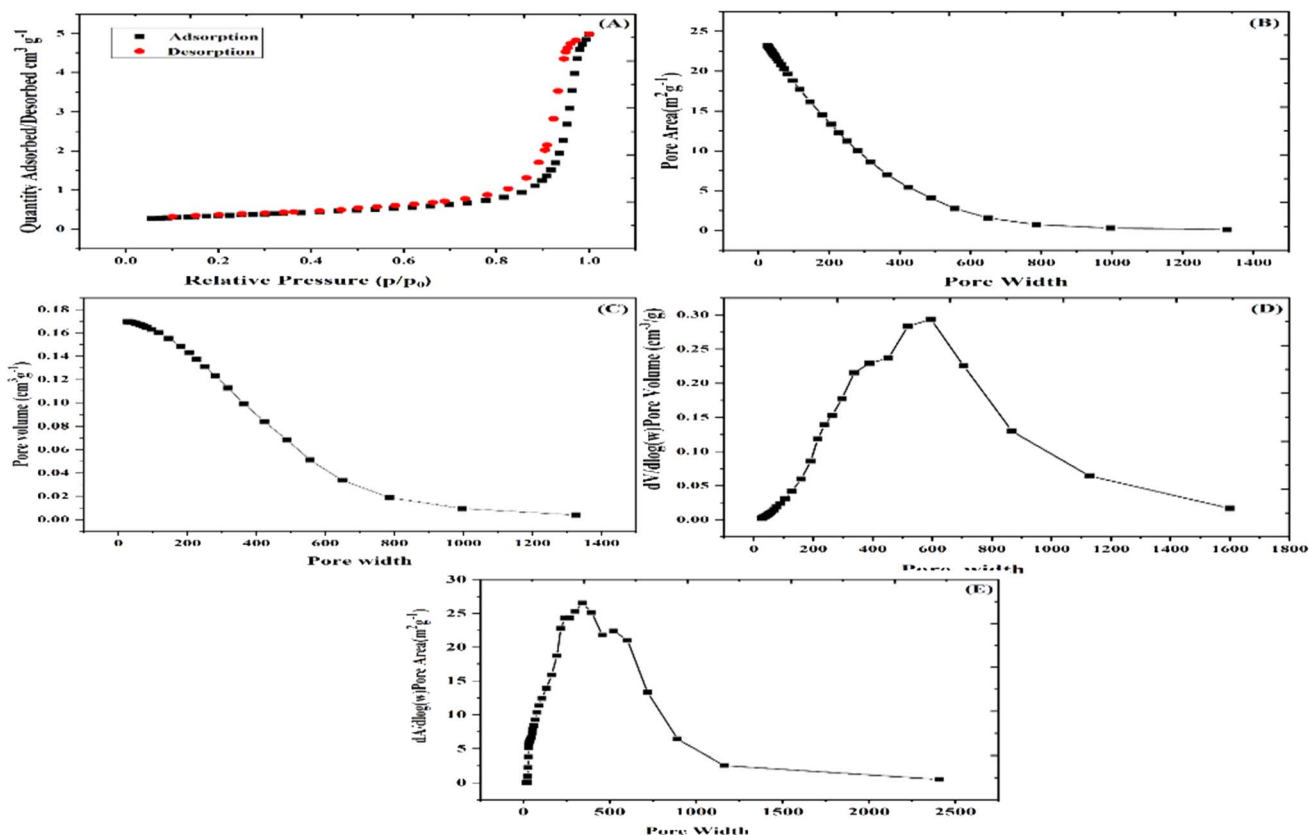 (A)
Adsorption
Desorption
Quantity Adsorbed/Desorbed cm³ g⁻¹
5
4
3
2
1
0
0.0 0.2 0.4 0.6 0.8 1.0
Relative Pressure (p/p₀)
(B)
Pore Area(m²g⁻¹)
25
20
15
10
5
0
0 200 400 600 800 1000 1200 1400
Pore Width
(C)
Pore volume (cm³g⁻¹)
0.18
0.16
0.14
0.12
0.10
0.08
0.06
0.04
0.02
0.00
0 200 400 600 800 1000 1200 1400
Pore width
(D)
dV/dlog(w)Pore Volume (cm⁻³/g)
0.30
0.25
0.20
0.15
0.10
0.05
0.00
0 200 400 600 800 1000 1200 1400 1600 1800
Pore width
(E)
dA/dlog(w)Pore Area(m²g⁻¹)
30
25
20
15
10
5
0
0 500 1000 1500 2000 2500
Pore Width